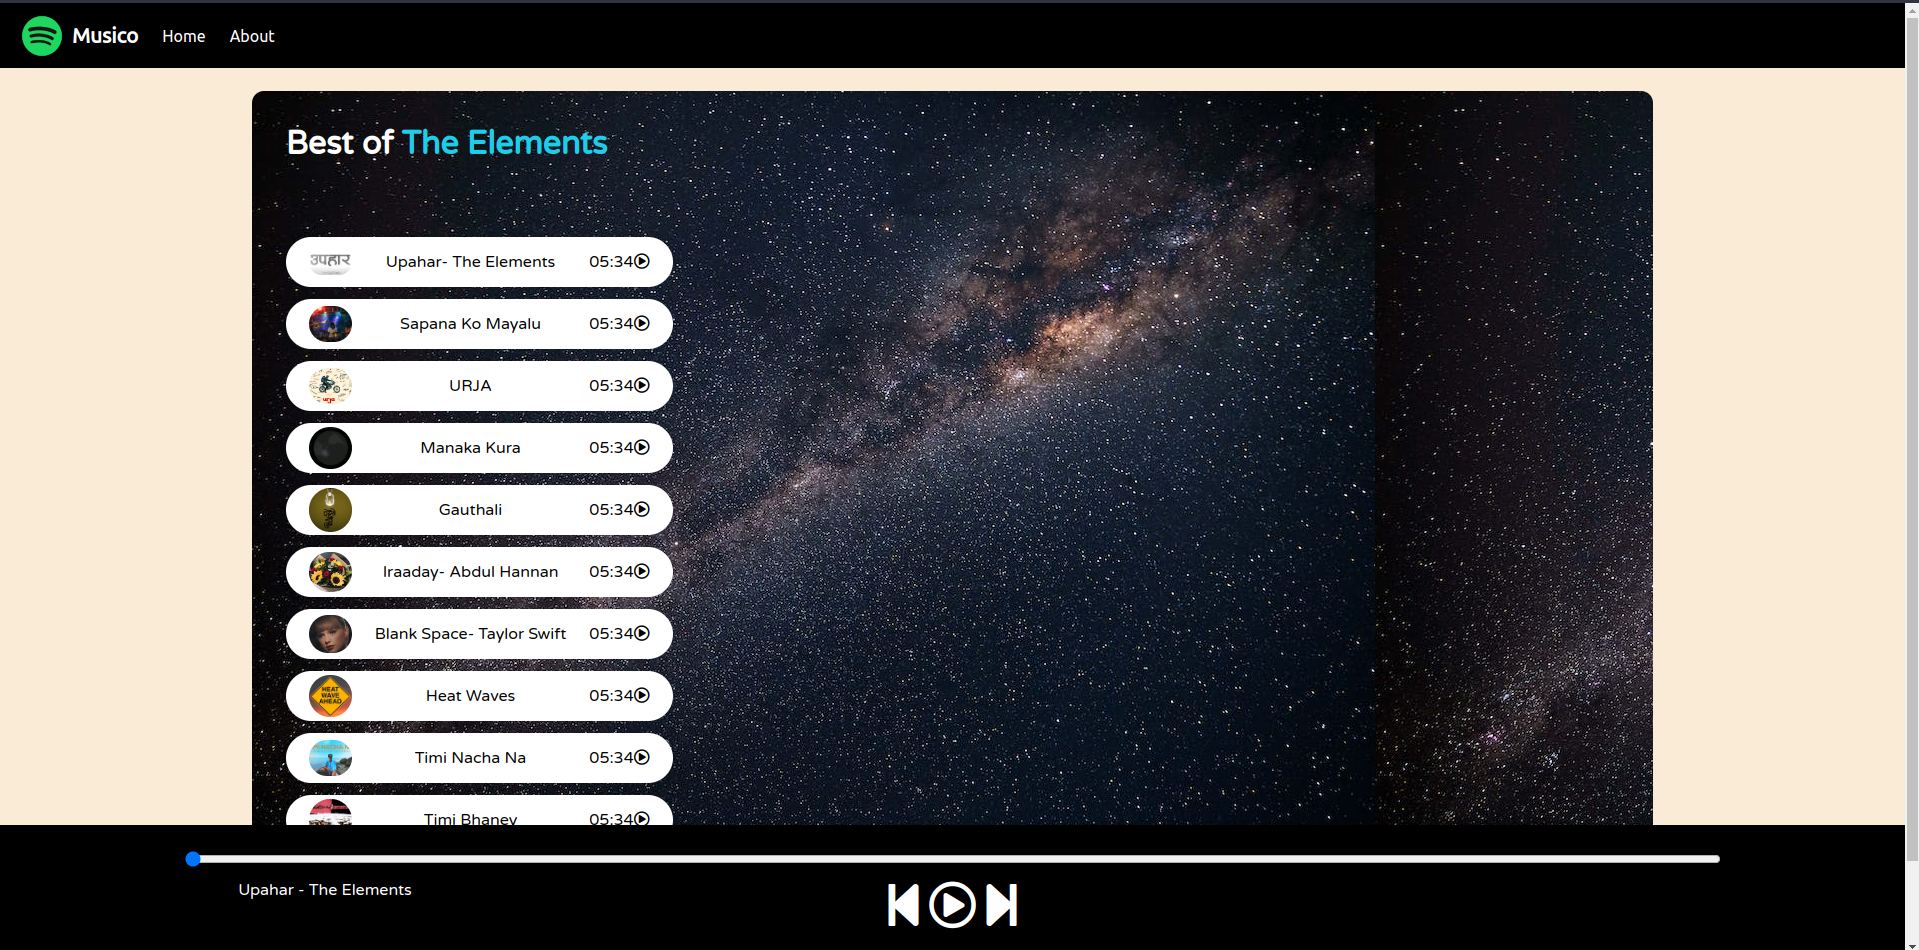 Musico Home About
Best of The Elements
उपहार
Upahar- The Elements 05:34
Sapana Ko Mayalu 05:34
urja
URJA 05:34
Manaka Kura 05:34
Gauthali 05:34
Iraaday- Abdul Hannan 05:34
Blank Space- Taylor Swift 05:34
HEAT
WAVE
AHEAD
Heat Waves 05:34
Timi Nacha Na 05:34
Timi Bhaney 05:34
Upahar - The Elements